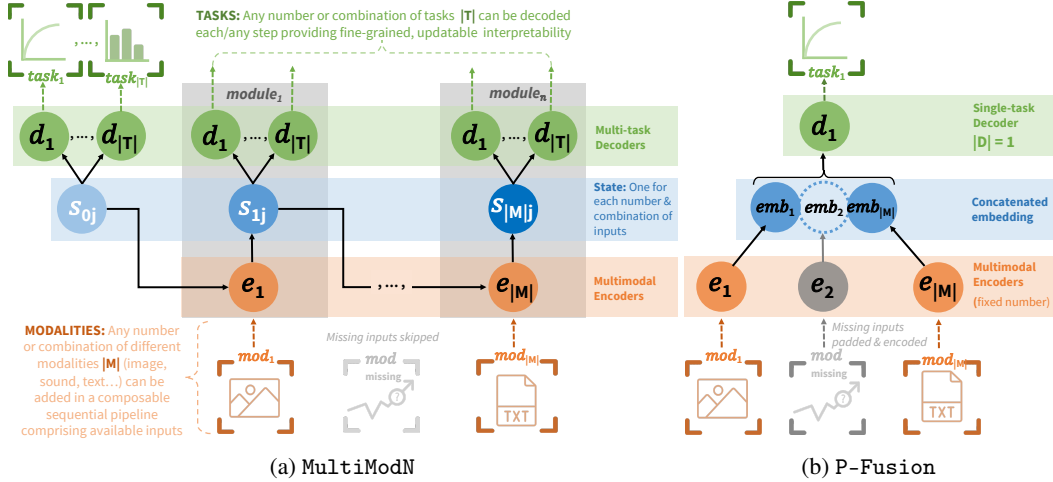 TASKS: Any number or combination of tasks |T| can be decoded
each/any step providing fine-grained, updatable interpretability
task1
, ... ,
task|T|
module1
modulen
d1
, ... ,
d|T|
d1
, ... ,
d|T|
d1
, ... ,
d|T|
Multi-task
Decoders
S0j
S1j
S|M|j
State: One for
each number &
combination of
inputs
e1
, ... ,
e|M|
Multimodal
Encoders
MODALITIES: Any number
or combination of different
modalities |M| (image,
sound, text...) can be
added in a composable
sequential pipeline
comprising available inputs
mod1
Missing inputs skipped
mod
missing
?
mod|M|
TXT
(a) MultiModN
task1
d1
Single-task
Decoder
|D| = 1
emb1
emb2
emb|M|
Concatenated
embedding
e1
e2
e|M|
Multimodal
Encoders
(fixed number)
mod1
Missing inputs
padded & encoded
mod
missing
?
mod|M|
TXT
(b) P-Fusion